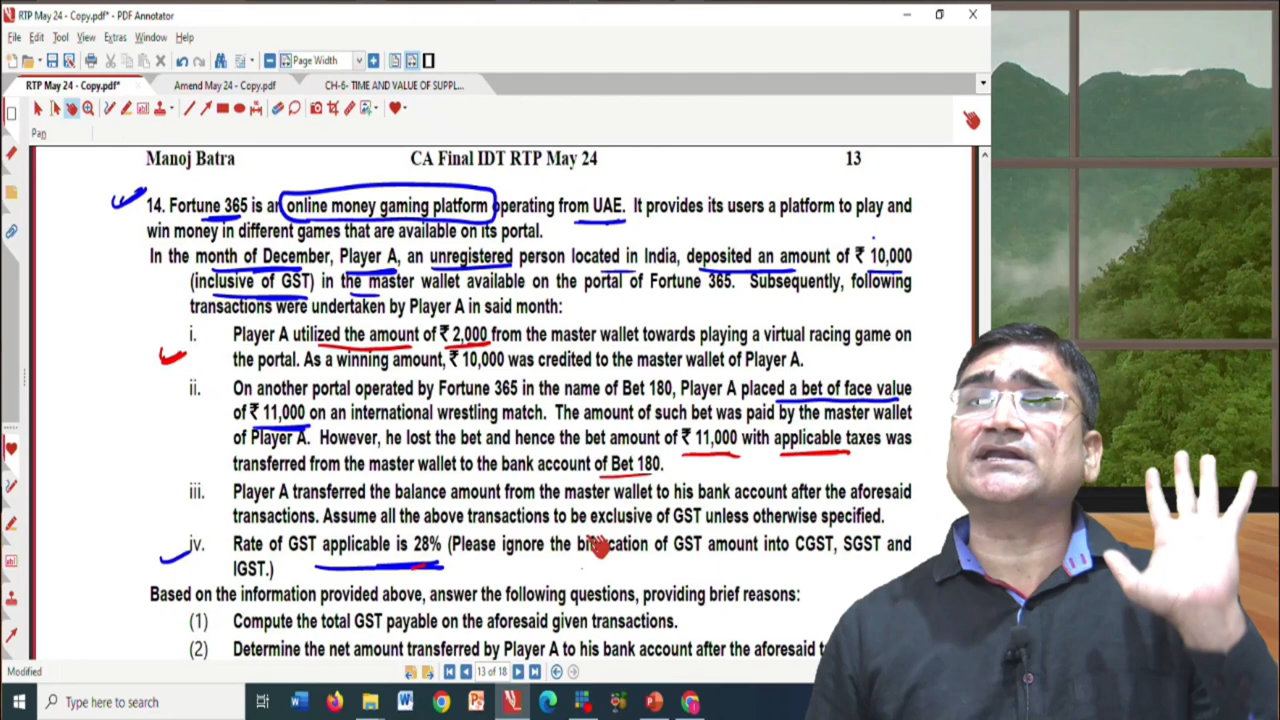 RTP May 24 - Copy.pdf* - PDF Annotator
File Edit Tool View Extras Window Help
Page Width
RTP May 24 - Copy.pdf* Amend May 24 - Copy.pdf CH-6- TIME AND VALUE OF SUPPL...
Pan
Manoj Batra CA Final IDT RTP May 24 13
14. Fortune 365 is an online money gaming platform operating from UAE. It provides its users a platform to play and
win money in different games that are available on its portal.
In the month of December, Player A, an unregistered person located in India, deposited an amount of ₹ 10,000
(inclusive of GST) in the master wallet available on the portal of Fortune 365. Subsequently, following
transactions were undertaken by Player A in said month:
i. Player A utilized the amount of ₹ 2,000 from the master wallet towards playing a virtual racing game on
the portal. As a winning amount, ₹ 10,000 was credited to the master wallet of Player A.
ii. On another portal operated by Fortune 365 in the name of Bet 180, Player A placed a bet of face value
of ₹ 11,000 on an international wrestling match. The amount of such bet was paid by the master wallet
of Player A. However, he lost the bet and hence the bet amount of ₹ 11,000 with applicable taxes was
transferred from the master wallet to the bank account of Bet 180.
iii. Player A transferred the balance amount from the master wallet to his bank account after the aforesaid
transactions. Assume all the above transactions to be exclusive of GST unless otherwise specified.
iv. Rate of GST applicable is 28% (Please ignore the of GST amount into CGST, SGST and
IGST.)
Based on the information provided above, answer the following questions, providing brief reasons:
(1) Compute the total GST payable on the aforesaid given transactions.
(2) Determine the net amount transferred by Player A to his bank account after the aforesaid
Modified 13 of 18
Type here to search